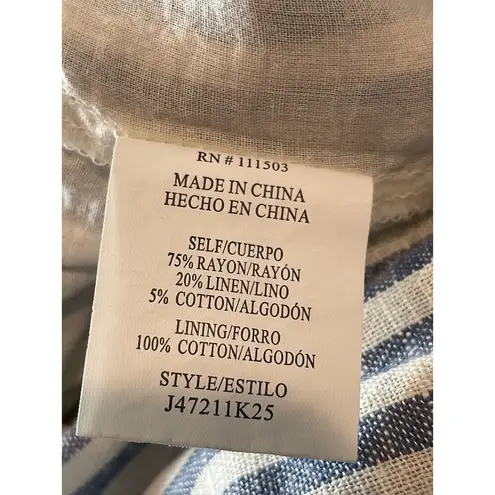 RN # 111503
MADE IN CHINA
HECHO EN CHINA
SELF/CUERPO
75% RAYON/RAYÓN
20% LINEN/LINO
5% COTTON/ALGODÓN
LINING/FORRO
100% COTTON/ALGODÓN
STYLE/ESTILO
J47211K25